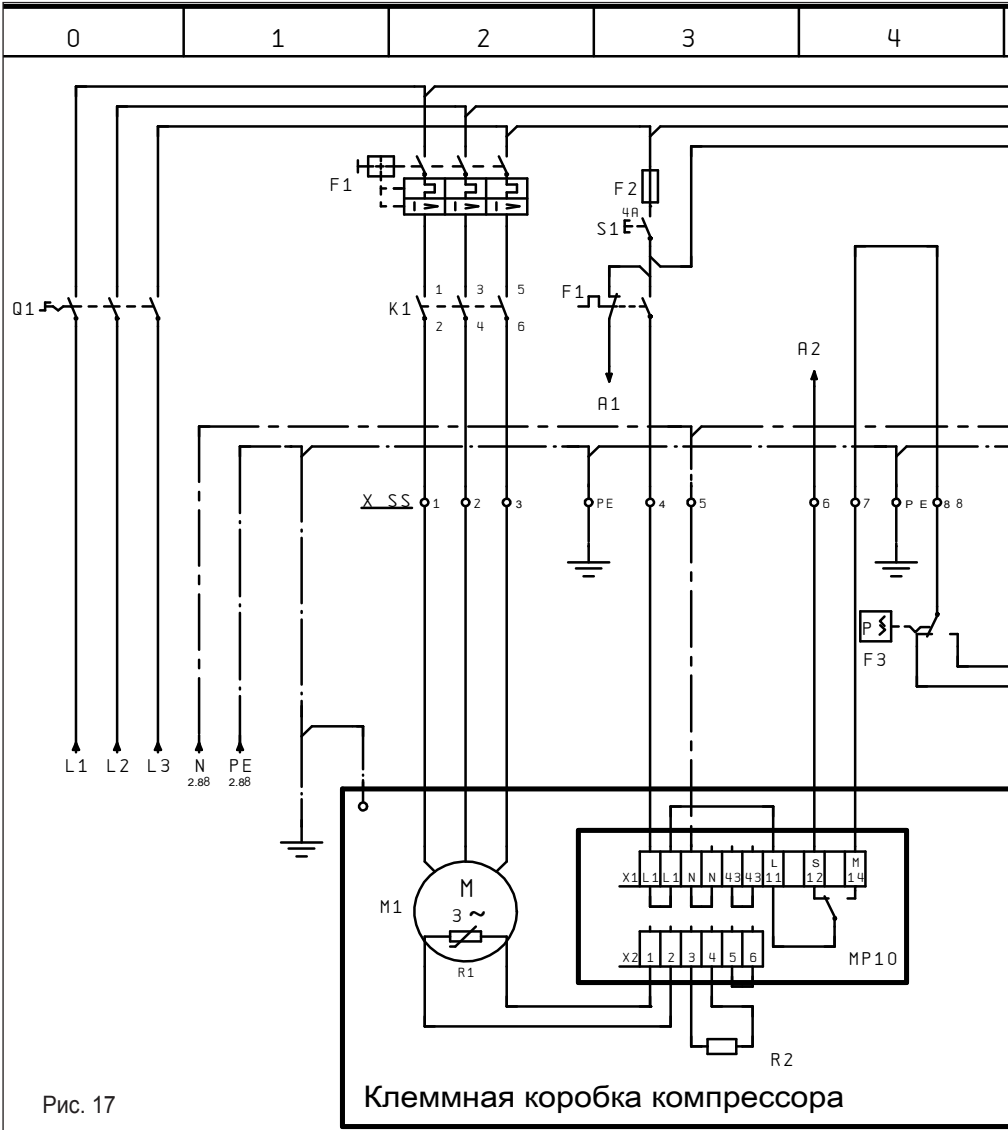 0 1 2 3 4
F1
F2
4A
S1
Q1
K1
1 3 5
2 4 6
F1
A1
A2
X SS 1 2 3 PE 4 5 6 7 PE 8 8
P
F3
L1 L2 L3 N PE
2.88 2.88
M1
M
3 ~
R1
X1 L1 L1 N N 43 43 L 11 S 12 M 14
X2 1 2 3 4 5 6
MP10
R2
Рис. 17
Клеммная коробка компрессора